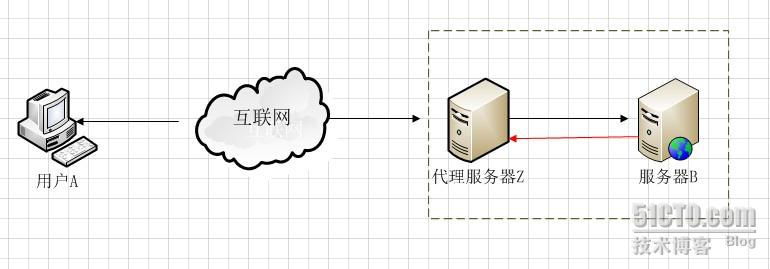 互联网
用户A
代理服务器Z
服务器B
51CTO.com
技术博客 Blog